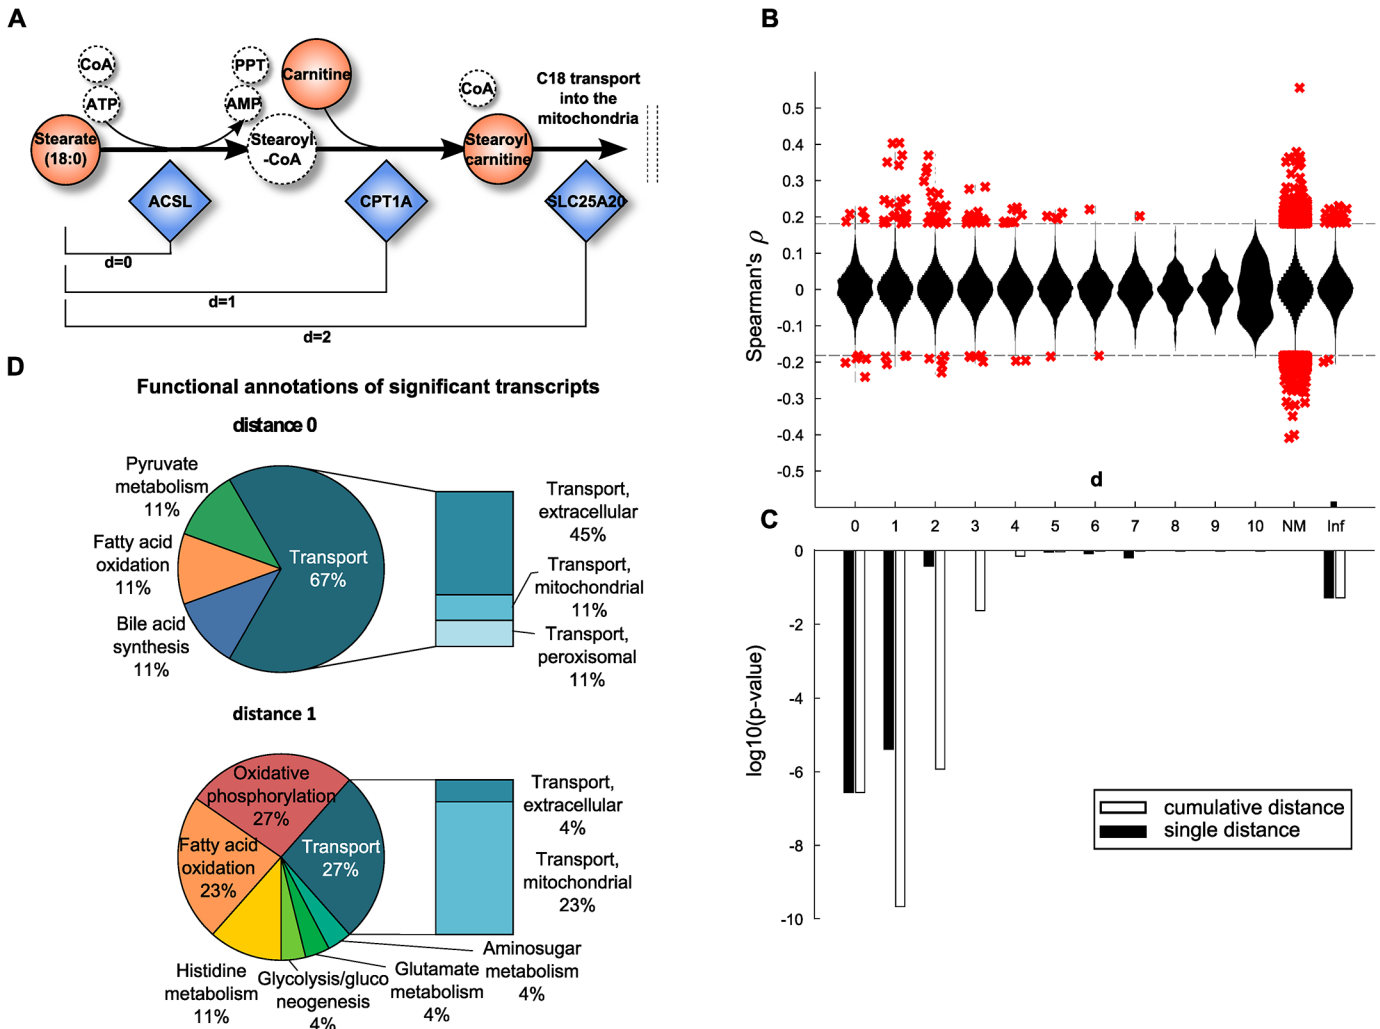 A
CoA
PPT
Carnitine
ATP
AMP
CoA
C18 transport
into the
mitochondria
Stearate
(18:0)
Stearoyl
-CoA
Stearoyl
carnitine
ACSL
CPT1A
SLC25A20
d=0
d=1
d=2
B
Spearman's ρ
0.5
0.4
0.3
0.2
0.1
0
-0.1
-0.2
-0.3
-0.4
-0.5
d
0 1 2 3 4 5 6 7 8 9 10 NM Inf
C
log10(p-value)
0
-2
-4
-6
-8
-10
cumulative distance
single distance
D
Functional annotations of significant transcripts
distance 0
Pyruvate
metabolism
11%
Fatty acid
oxidation
11%
Bile acid
synthesis
11%
Transport
67%
Transport,
extracellular
45%
Transport,
mitochondrial
11%
Transport,
peroxisomal
11%
distance 1
Oxidative
phosphorylation
27%
Fatty acid
oxidation
23%
Transport
27%
Transport,
extracellular
4%
Transport,
mitochondrial
23%
Histidine
metabolism
11%
Glycolysis/gluco
neogenesis
4%
Glutamate
metabolism
4%
Aminosugar
metabolism
4%